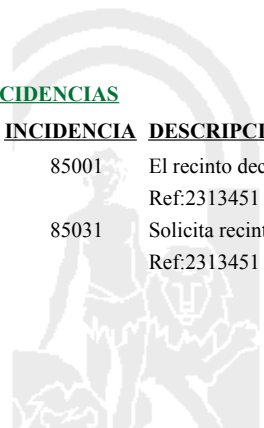 CIDENCIAS
INCIDENCIA DESCRIPCI
85001 El recinto dec
Ref:2313451
85031 Solicita recint
Ref:2313451